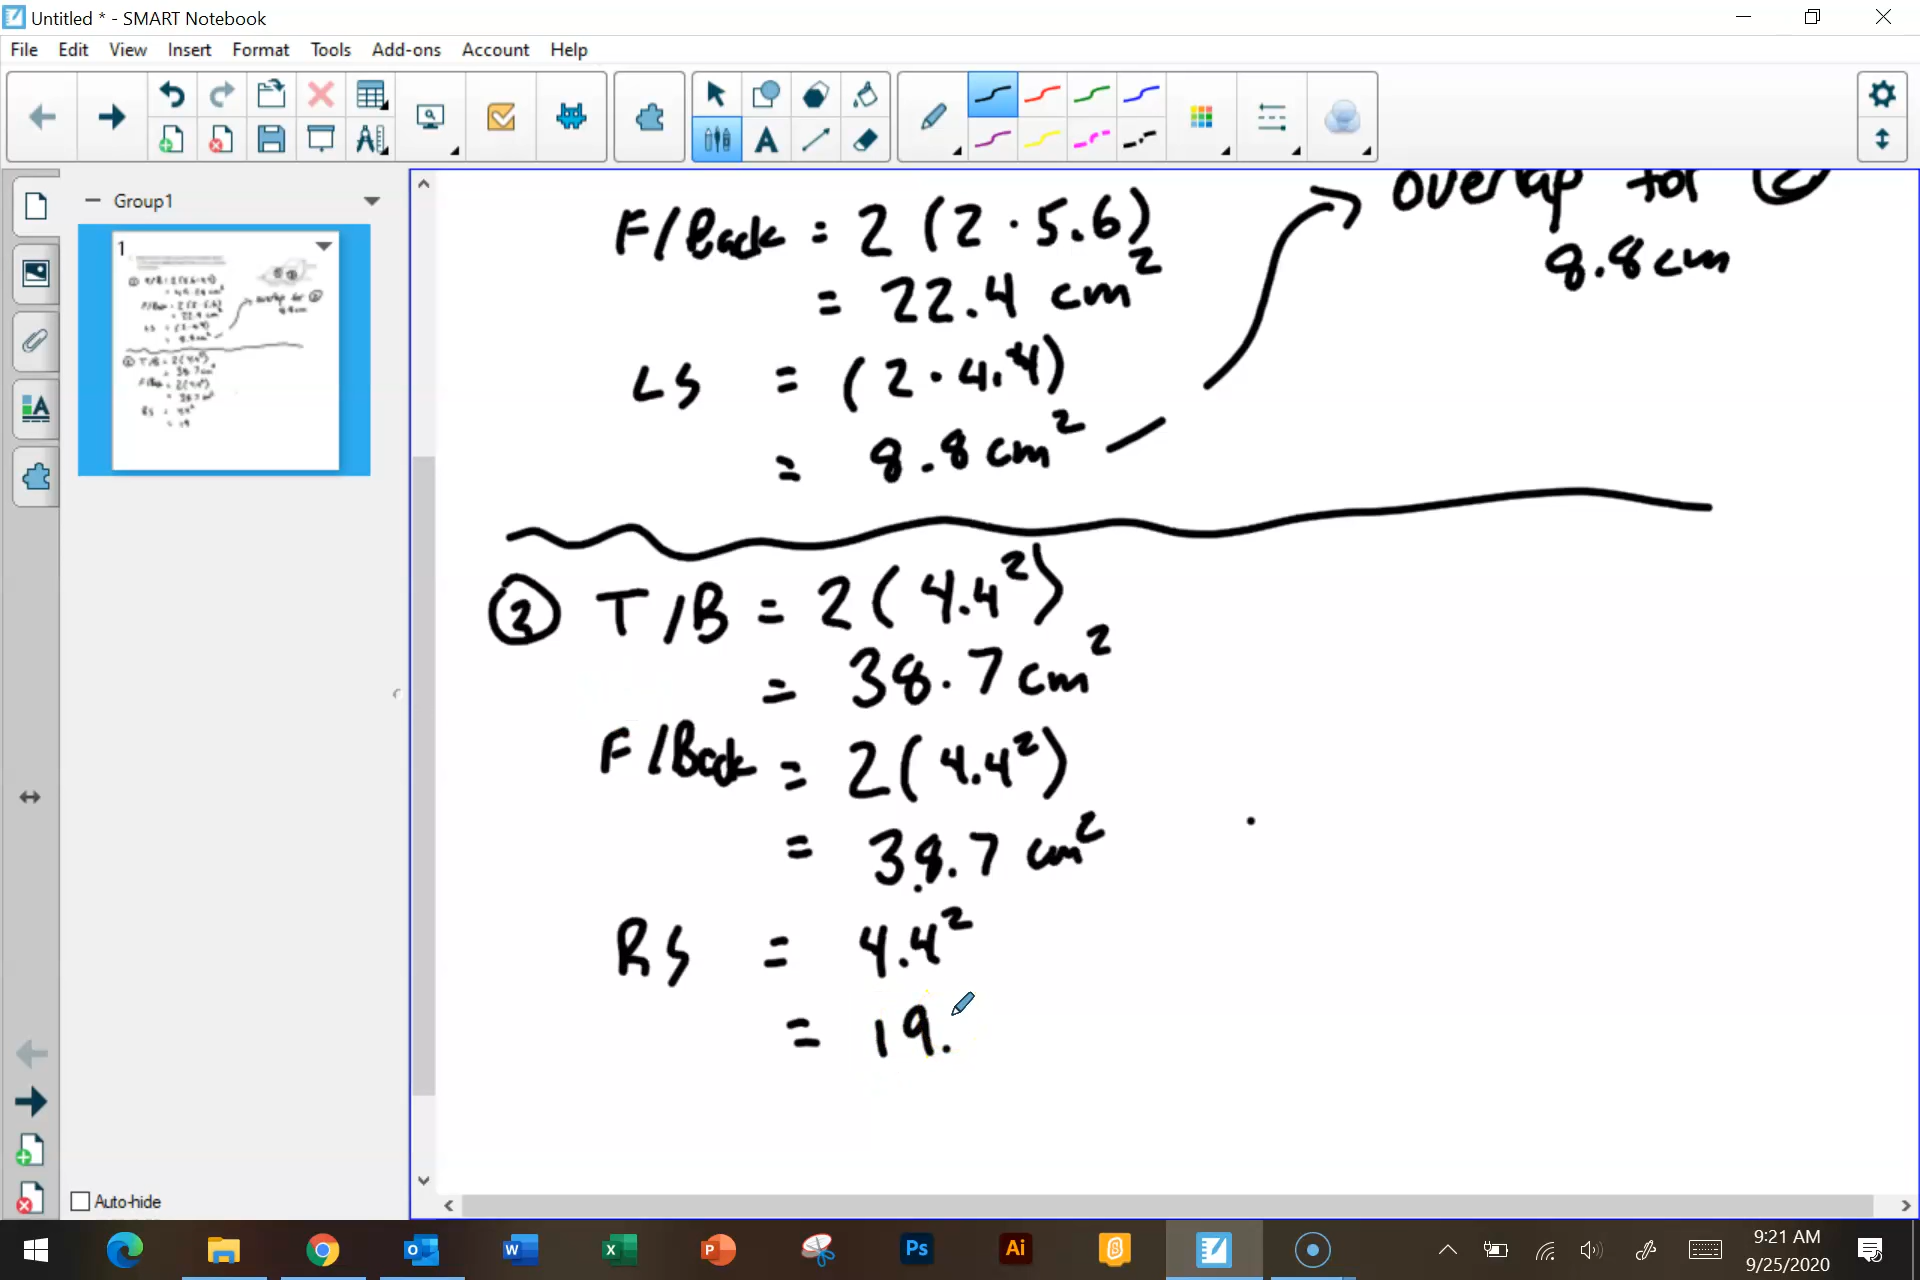 Untitled * - SMART Notebook
File Edit View Insert Format Tools Add-ons Account Help
Group1
1
overlap for ②
8.8 cm
F/Back = 2 (2 · 5.6)
= 22.4 cm²
LS = (2 · 4.4)
= 8.8 cm²
② T/B = 2(4.4²)
= 38.7 cm²
F/Back = 2(4.4²)
= 38.7 cm²
RS = 4.4²
= 19.
Auto-hide
9:21 AM
9/25/2020